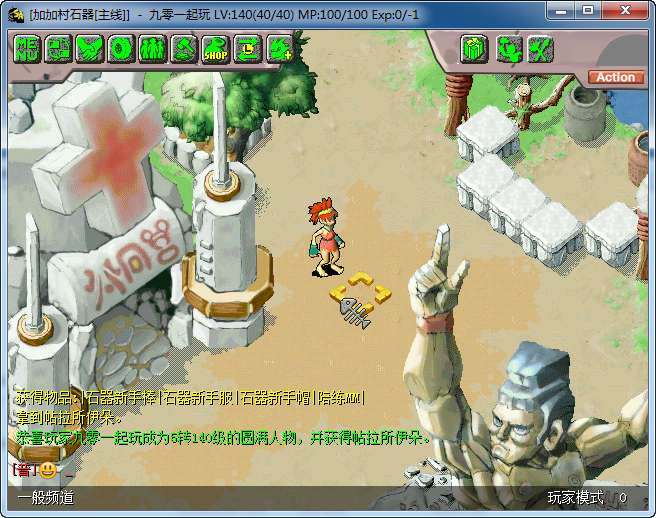 [加加村石器[主线]] - 九零一起玩 LV:140(40/40) MP:100/100 Exp:0/-1
MENU
SHOP
Action
获得物品:|石器新手棒|石器新手服|石器新手帽|陪练MM|
拿到帖拉所伊朵。
恭喜玩家九零一起玩成为6转140级的圆满人物,并获得帖拉所伊朵。
[普] _
一般频道
玩家模式 0